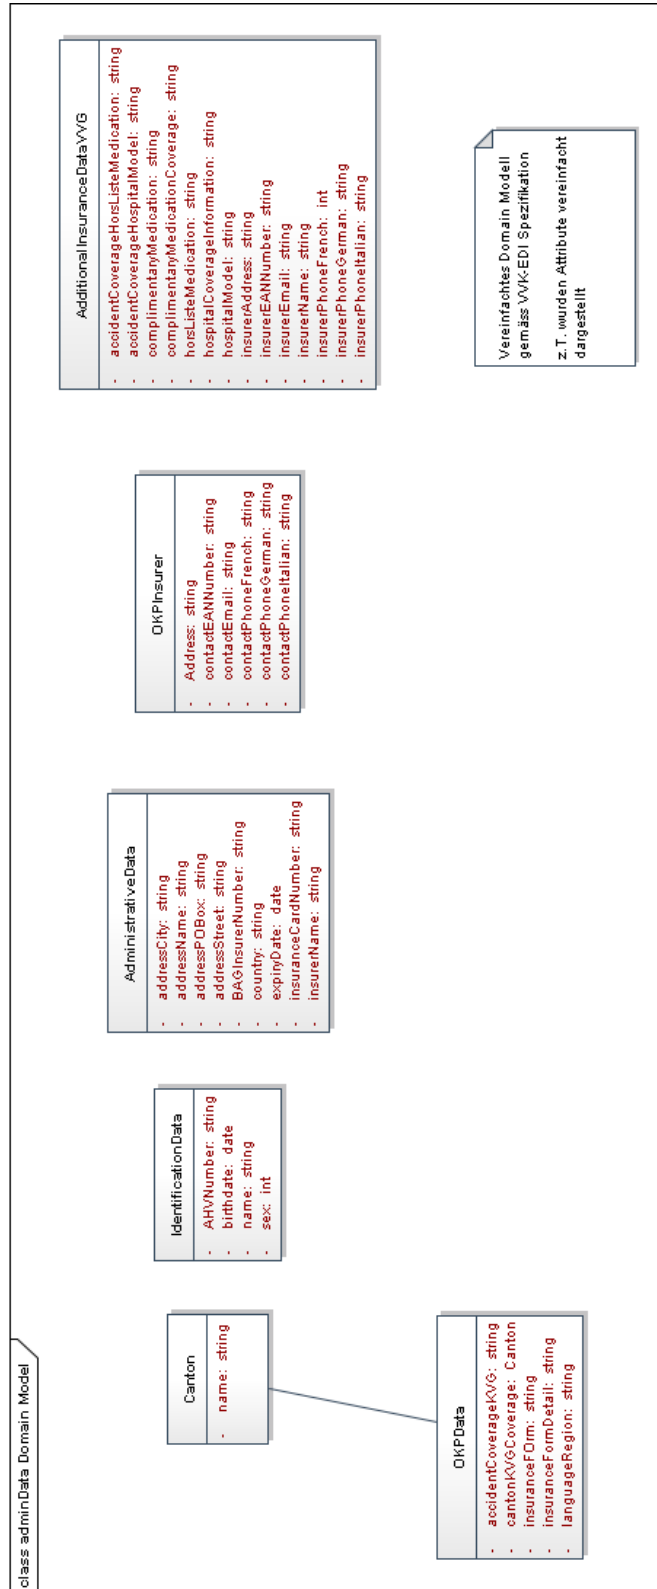 class adminData Domain Model
Canton
- name: string
OKPData
- accidentCoverageKVG: string
- cantonKVGCoverage: Canton
- insuranceFOrm: string
- insuranceFormDetail: string
- languageRegion: string
IdentificationData
- AHVNumber: string
- birthdate: date
- name: string
- sex: int
AdministrativeData
- addressCity: string
- addressName: string
- addressPOBox: string
- addressStreet: string
- BAGInsurerNumber: string
- country: string
- expiryDate: date
- insuranceCardNumber: string
- insurerName: string
OKPInsurer
- Address: string
- contactEANNumber: string
- contactEmail: string
- contactPhoneFrench: string
- contactPhoneGerman: string
- contactPhoneItalian: string
AdditionalInsuranceDataVVG
- accidentCoverageHorsListeMedication: string
- accidentCoverageHospitalModel: string
- complimentaryMedication: string
- complimentaryMedicationCoverage: string
- horsListeMedication: string
- hospitalCoverageInformation: string
- hospitalModel: string
- insurerAddress: string
- insurerEANNumber: string
- insurerEmail: string
- insurerName: string
- insurerPhoneFrench: int
- insurerPhoneGerman: string
- insurerPhoneItalian: string
Vereinfachtes Domain Modell
gemäss VVK-EDI Spezifikation
z.T. wurden Attribute vereinfacht
dargestellt